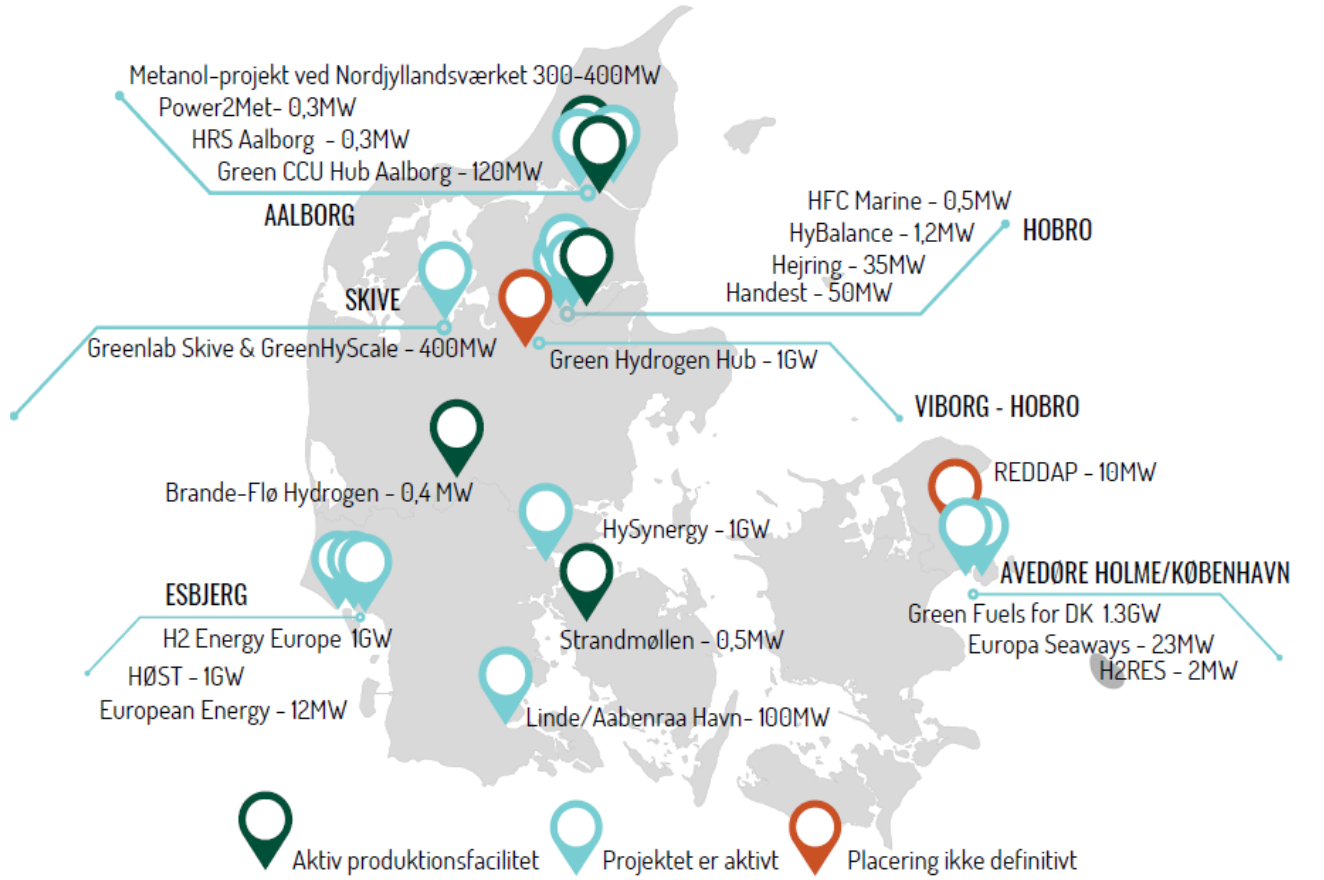 Metanol-projekt ved Nordjyllandsværket 300-400MW
Power2Met- 0,3MW
HRS Aalborg - 0,3MW
Green CCU Hub Aalborg - 120MW
AALBORG
HFC Marine - 0,5MW
HyBalance - 1,2MW
Hejring - 35MW
Handest - 50MW
HOBRO
SKIVE
Greenlab Skive & GreenHyScale - 400MW
Green Hydrogen Hub - 1GW
VIBORG - HOBRO
Brande-Flø Hydrogen - 0,4 MW
REDDAP - 10MW
HySynergy - 1GW
AVEDØRE HOLME/KØBENHAVN
Green Fuels for DK 1.3GW
Europa Seaways - 23MW
H2RES - 2MW
ESBJERG
H2 Energy Europe 1GW
HØST - 1GW
European Energy - 12MW
Strandmøllen - 0,5MW
Linde/Aabenraa Havn- 100MW
Aktiv produktionsfacilitet
Projektet er aktivt
Placering ikke definitivt